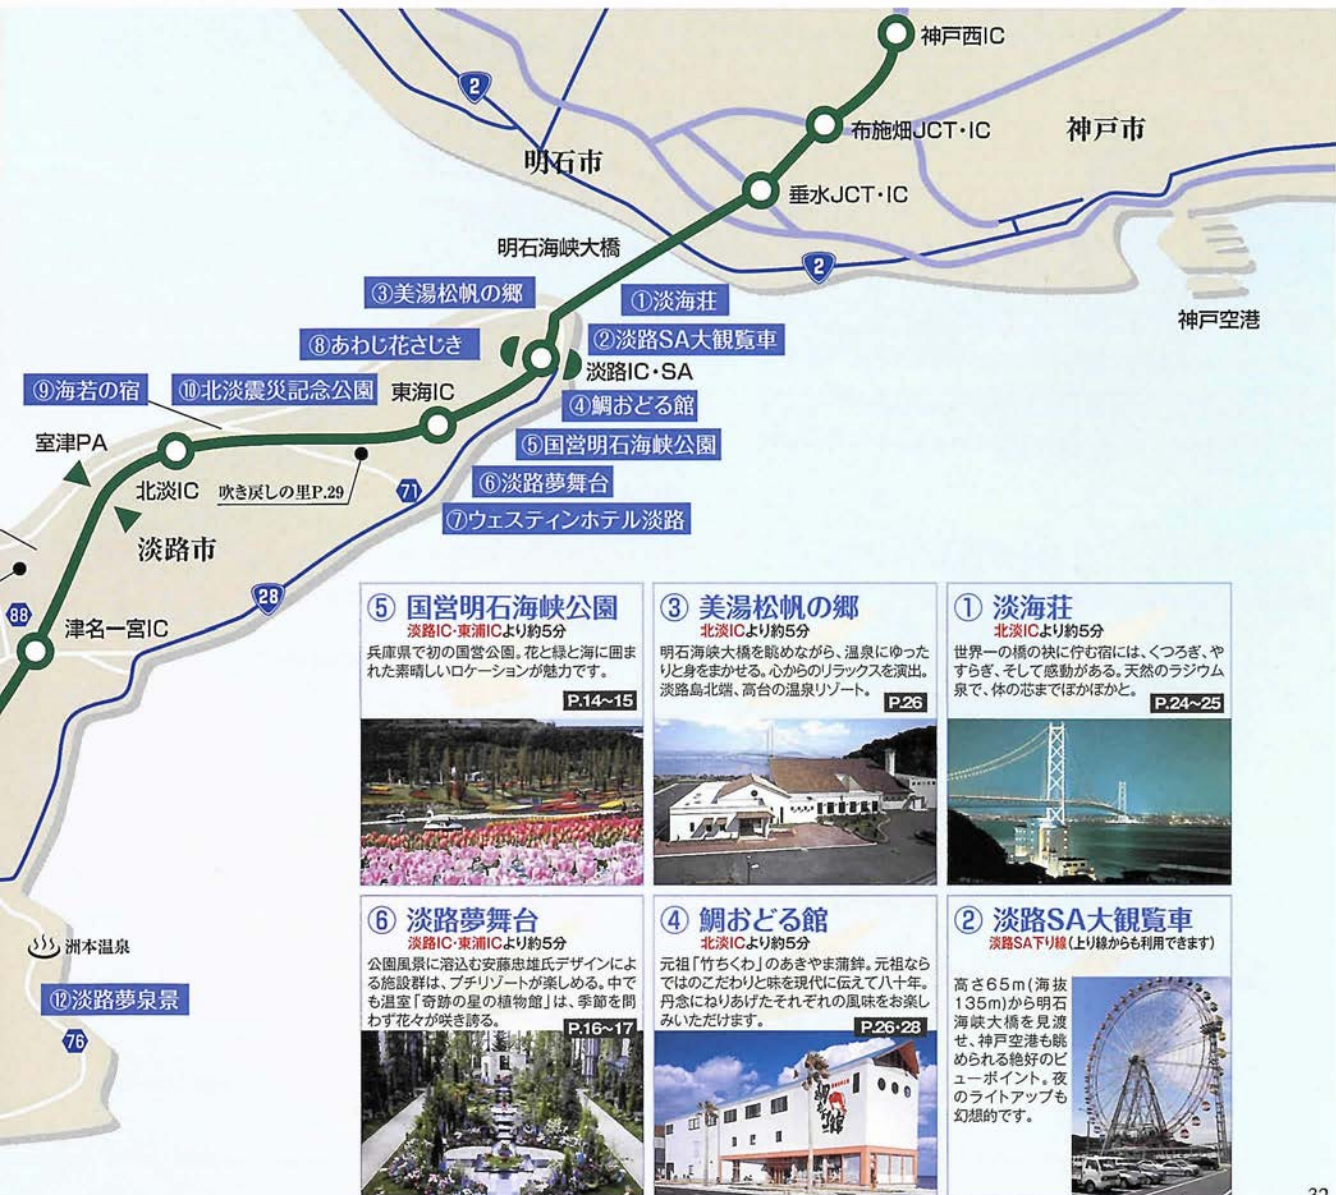 神戸西IC
2
布施畑JCT・IC
神戸市
明石市
垂水JCT・IC
明石海峡大橋
2
③美湯松帆の郷
①淡海荘
神戸空港
⑧あわじ花さじき
②淡路SA大観覧車
淡路IC・SA
⑨海若の宿
⑩北淡震災記念公園
東海IC
④鯛おどる館
室津PA
⑤国営明石海峡公園
北淡IC
吹き戻しの里P.29
71
⑥淡路夢舞台
⑦ウェスティンホテル淡路
淡路市
28
88
津名一宮IC
洲本温泉
⑫淡路夢泉景
76
⑤ 国営明石海峡公園
淡路IC・東浦ICより約5分
兵庫県で初の国営公園。花と緑と海に囲ま
れた素晴しいロケーションが魅力です。
P.14~15
③ 美湯松帆の郷
北淡ICより約5分
明石海峡大橋を眺めながら、温泉にゆった
りと身をまかせる。心からのリラックスを演出。
淡路島北端、高台の温泉リゾート。
P.26
① 淡海荘
北淡ICより約5分
世界一の橋の袂に佇む宿には、くつろぎ、や
すらぎ、そして感動がある。天然のラジウム
泉で、体の芯までぽかぽかと。
P.24~25
⑥ 淡路夢舞台
淡路IC・東浦ICより約5分
公園風景に溶込む安藤忠雄氏デザインによ
る施設群は、プチリゾートが楽しめる。中で
も温室「奇跡の星の植物館」は、季節を問
わず花々が咲き誇る。
P.16~17
④ 鯛おどる館
北淡ICより約5分
元祖「竹ちくわ」のあきやま蒲鉾。元祖なら
ではのこだわりと味を現代に伝えて八十年。
丹念にねりあげたそれぞれの風味をお楽し
みいただけます。
P.26・28
鯛おどる館
② 淡路SA大観覧車
淡路SA下り線(上り線からも利用できます)
高さ65m(海抜
135m)から明石
海峡大橋を見渡
せ、神戸空港も眺
められる絶好のビ
ューポイント。夜
のライトアップも
幻想的です。